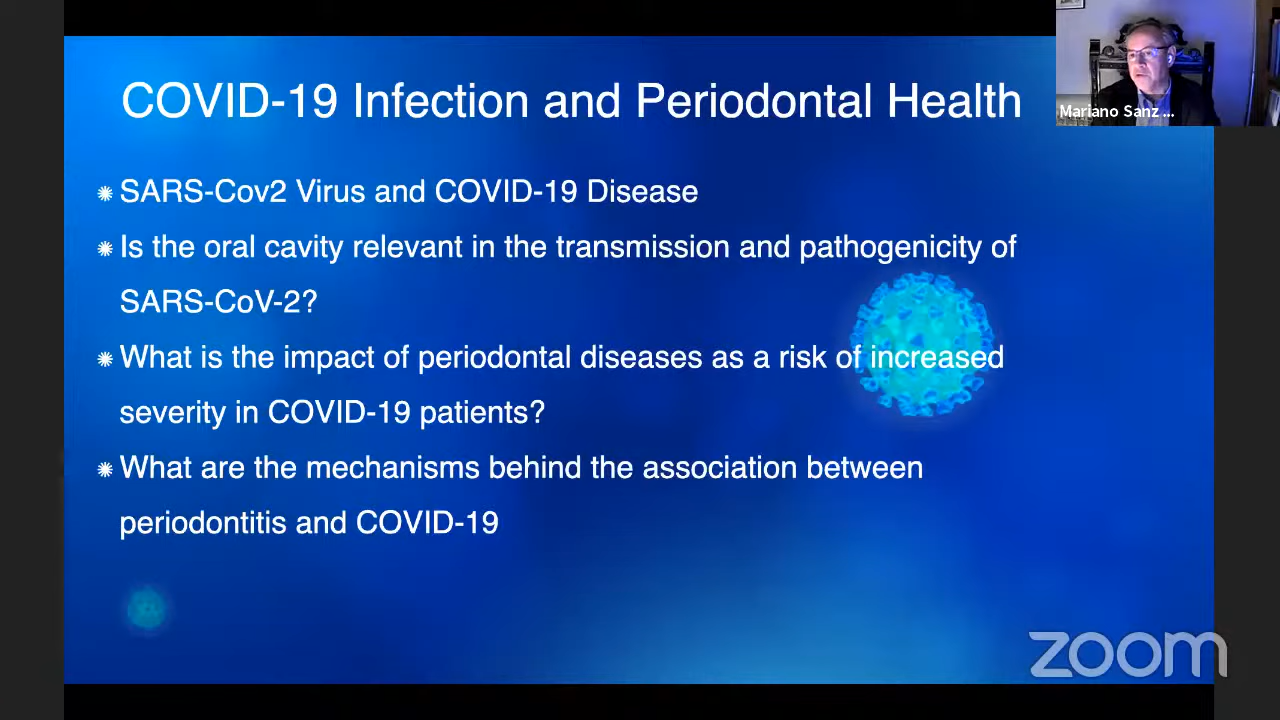 COVID-19 Infection and Periodontal Health
Mariano Sanz ...
SARS-Cov2 Virus and COVID-19 Disease
Is the oral cavity relevant in the transmission and pathogenicity of
SARS-CoV-2?
What is the impact of periodontal diseases as a risk of increased
severity in COVID-19 patients?
What are the mechanisms behind the association between
periodontitis and COVID-19
zoom